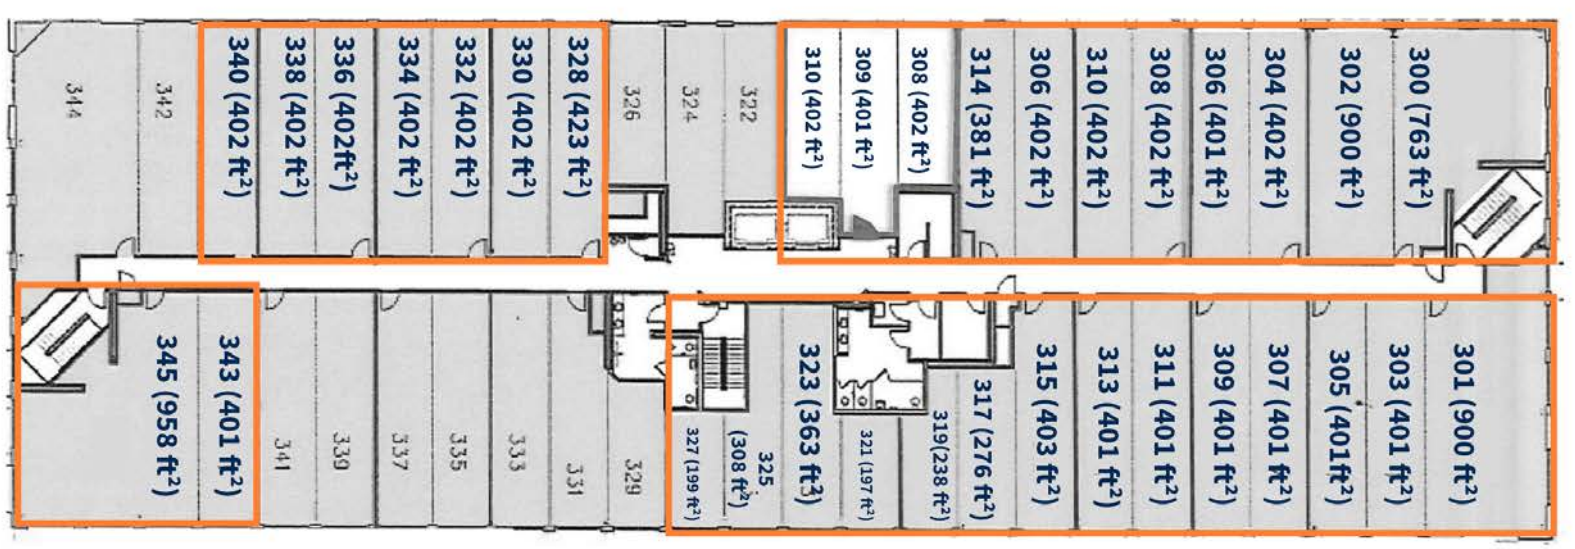 344
342
340 (402 ft²)
338 (402 ft²)
336 (402ft²)
334 (402 ft²)
332 (402 ft²)
330 (402 ft²)
328 (423 ft²)
326
324
322
310 (402 ft²)
309 (401 ft²)
308 (402 ft²)
314 (381 ft²)
306 (402 ft²)
310 (402 ft²)
308 (402 ft²)
306 (401 ft²)
304 (402 ft²)
302 (900 ft²)
300 (763 ft²)
345 (958 ft²)
343 (401 ft²)
341
339
337
335
333
331
329
327 (199 ft²)
325
(308 ft²)
323 (363 ft²)
321 (197 ft²)
319(238 ft²)
317 (276 ft²)
315 (403 ft²)
313 (401 ft²)
311 (401 ft²)
309 (401 ft²)
307 (401 ft²)
305 (401ft²)
303 (401 ft²)
301 (900 ft²)